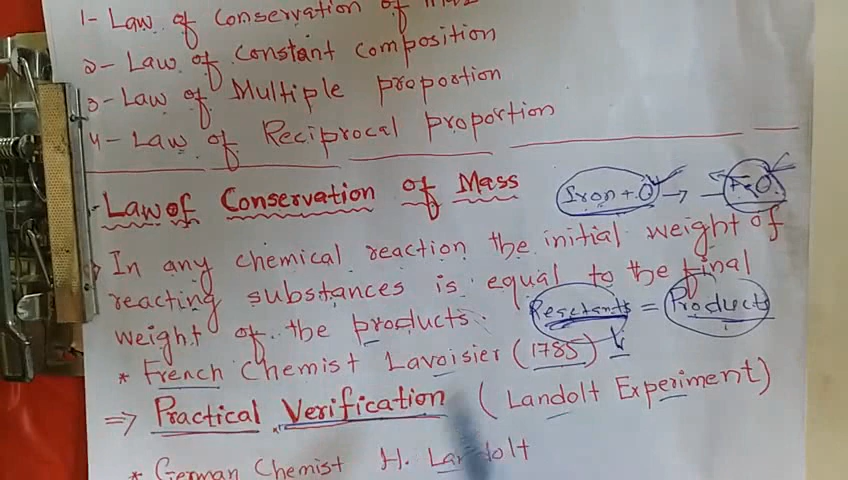 1- Law of Conservation of Mass
2- Law of Constant composition
3- Law of Multiple proportion
4- Law of Reciprocal proportion
Law of Conservation of Mass
Iron + O → FeO
In any chemical reaction the initial weight of
reacting substances is equal to the final
weight of the products.
Reactants = Products
* French Chemist Lavoisier (1785)
⇒ Practical Verification (Landolt Experiment)
* German Chemist H. Landolt